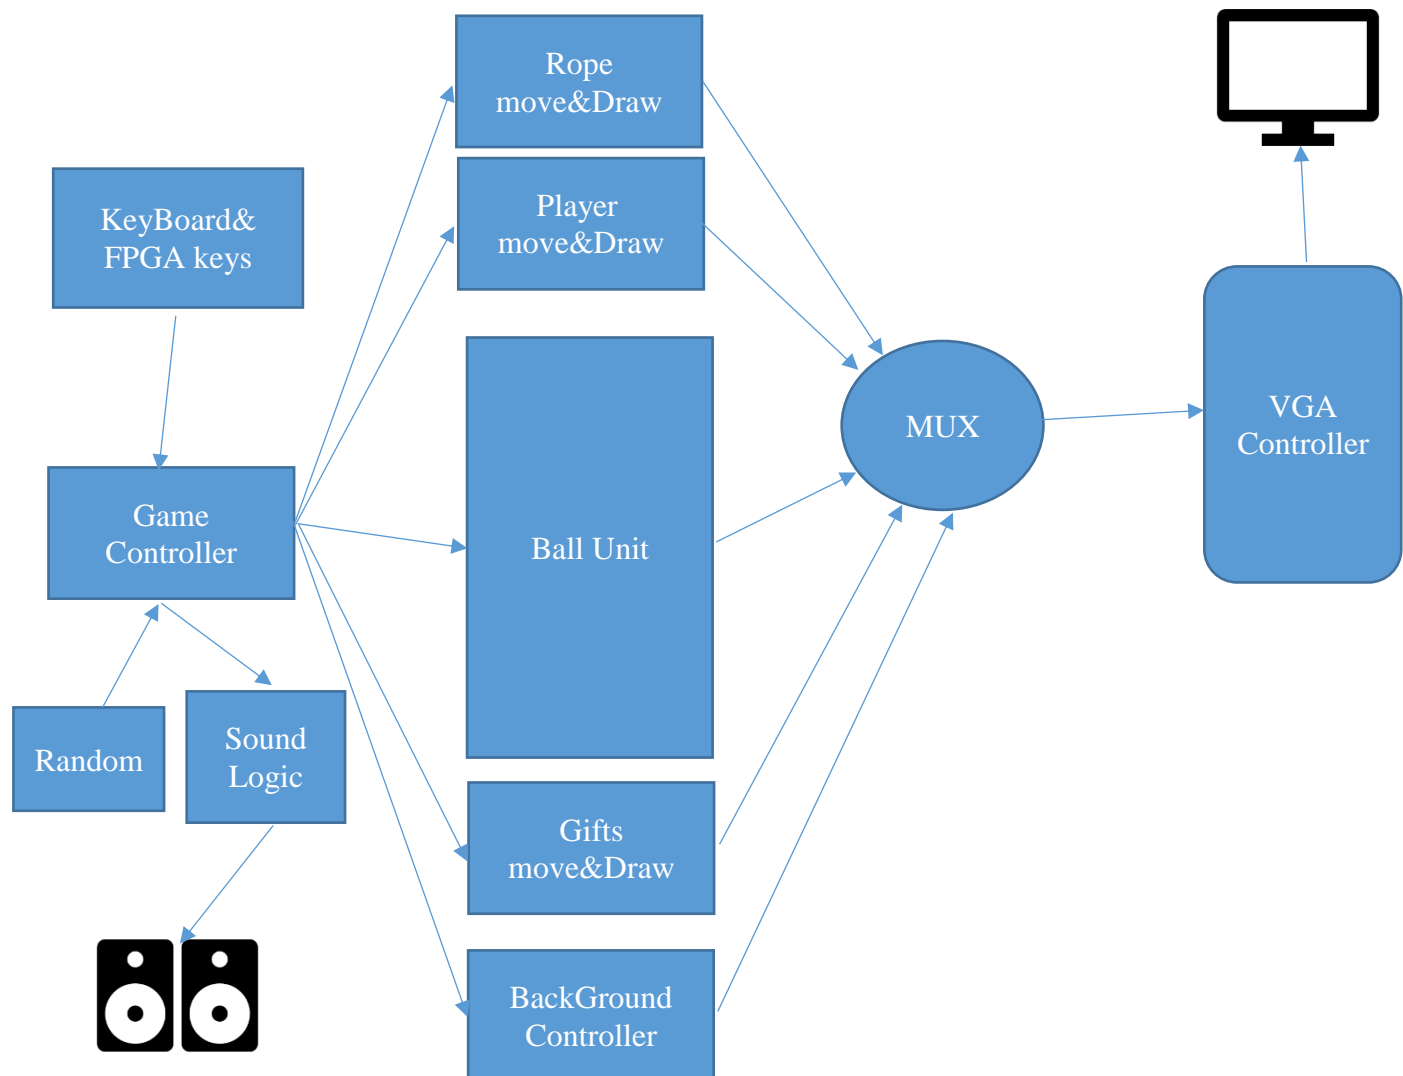 Rope
move&Draw
Player
move&Draw
KeyBoard&
FPGA keys
Game
Controller
Random
Sound
Logic
Ball Unit
Gifts
move&Draw
BackGround
Controller
MUX
VGA
Controller